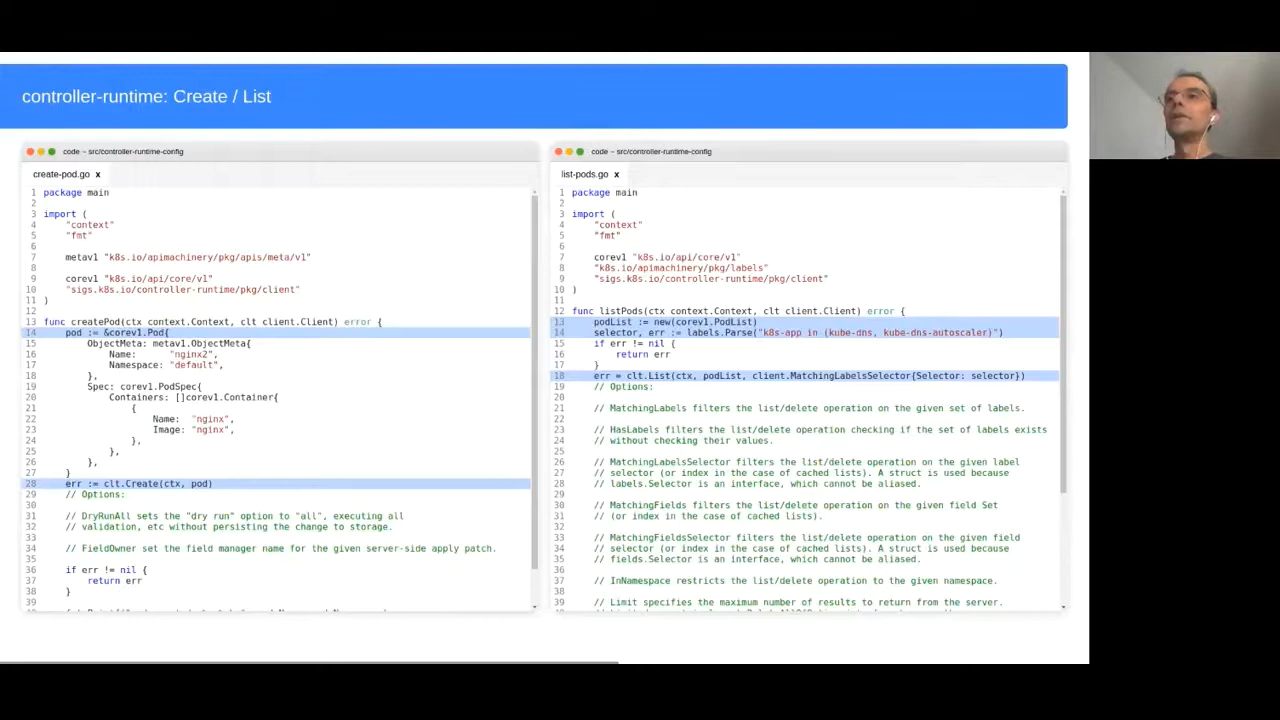 controller-runtime: Create / List
code ~ src/controller-runtime-config
create-pod.go x
1 package main
2
3 import (
4 "context"
5 "fmt"
6
7 metav1 "k8s.io/apimachinery/pkg/apis/meta/v1"
8
9 corev1 "k8s.io/api/core/v1"
10 "sigs.k8s.io/controller-runtime/pkg/client"
11 )
12
13 func createPod(ctx context.Context, clt client.Client) error {
14 pod := &corev1.Pod{
15 ObjectMeta: metav1.ObjectMeta{
16 Name: "nginx2",
17 Namespace: "default",
18 },
19 Spec: corev1.PodSpec{
20 Containers: []corev1.Container{
21 {
22 Name: "nginx",
23 Image: "nginx",
24 },
25 },
26 },
27 }
28 err := clt.Create(ctx, pod)
29 // Options:
30
31 // DryRunAll sets the "dry run" option to "all", executing all
32 // validation, etc without persisting the change to storage.
33
34 // FieldOwner set the field manager name for the given server-side apply patch.
35
36 if err != nil {
37 return err
38 }
39
code ~ src/controller-runtime-config
list-pods.go x
1 package main
2
3 import (
4 "context"
5 "fmt"
6
7 corev1 "k8s.io/api/core/v1"
8 "k8s.io/apimachinery/pkg/labels"
9 "sigs.k8s.io/controller-runtime/pkg/client"
10 )
11
12 func listPods(ctx context.Context, clt client.Client) error {
13 podList := new(corev1.PodList)
14 selector, err := labels.Parse("k8s-app in (kube-dns, kube-dns-autoscaler)")
15 if err != nil {
16 return err
17 }
18 err = clt.List(ctx, podList, client.MatchingLabelsSelector{Selector: selector})
19 // Options:
20
21 // MatchingLabels filters the list/delete operation on the given set of labels.
22
23 // HasLabels filters the list/delete operation checking if the set of labels exists
24 // without checking their values.
25
26 // MatchingLabelsSelector filters the list/delete operation on the given label
27 // selector (or index in the case of cached lists). A struct is used because
28 // labels.Selector is an interface, which cannot be aliased.
29
30 // MatchingFields filters the list/delete operation on the given field Set
31 // (or index in the case of cached lists).
32
33 // MatchingFieldsSelector filters the list/delete operation on the given field
34 // selector (or index in the case of cached lists). A struct is used because
35 // fields.Selector is an interface, which cannot be aliased.
36
37 // InNamespace restricts the list/delete operation to the given namespace.
38
39 // Limit specifies the maximum number of results to return from the server.